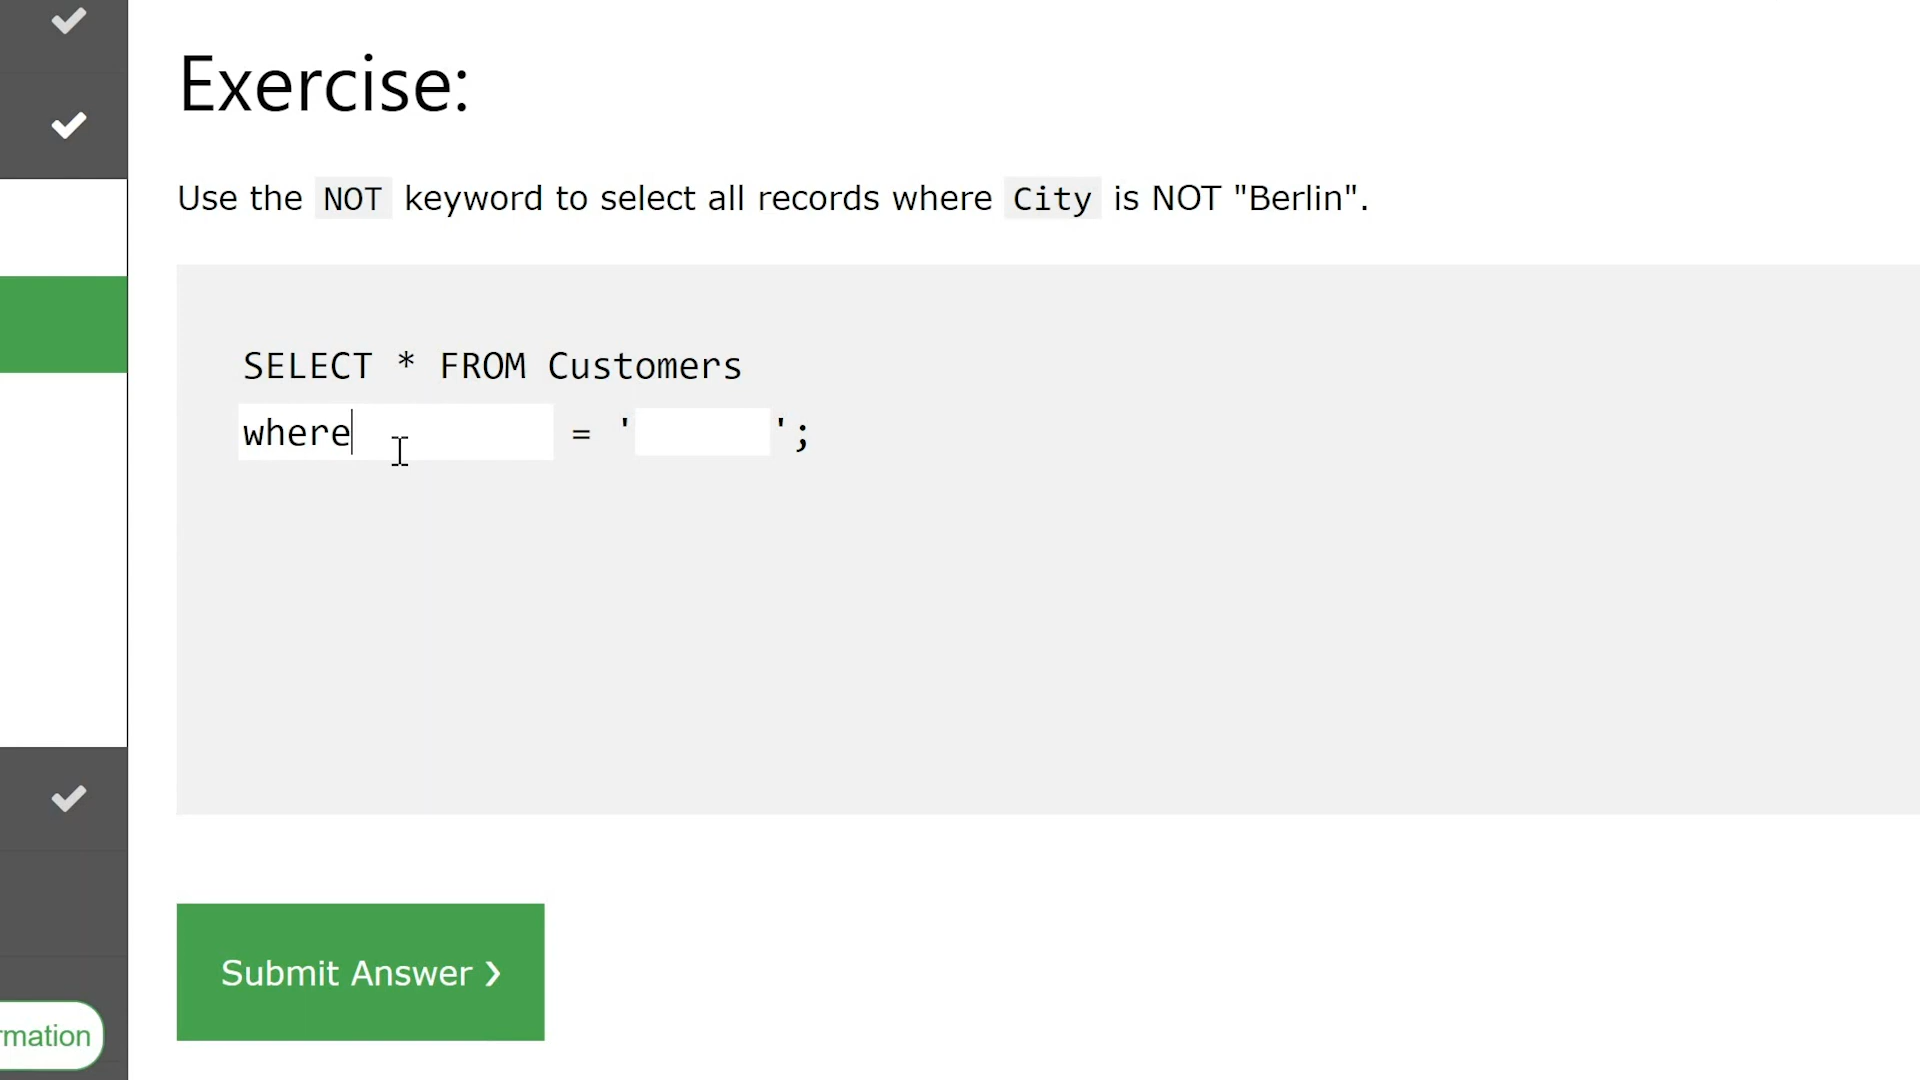 Exercise:
Use the NOT keyword to select all records where City is NOT "Berlin".
SELECT * FROM Customers
where = ' ';
Submit Answer ❯
rmation